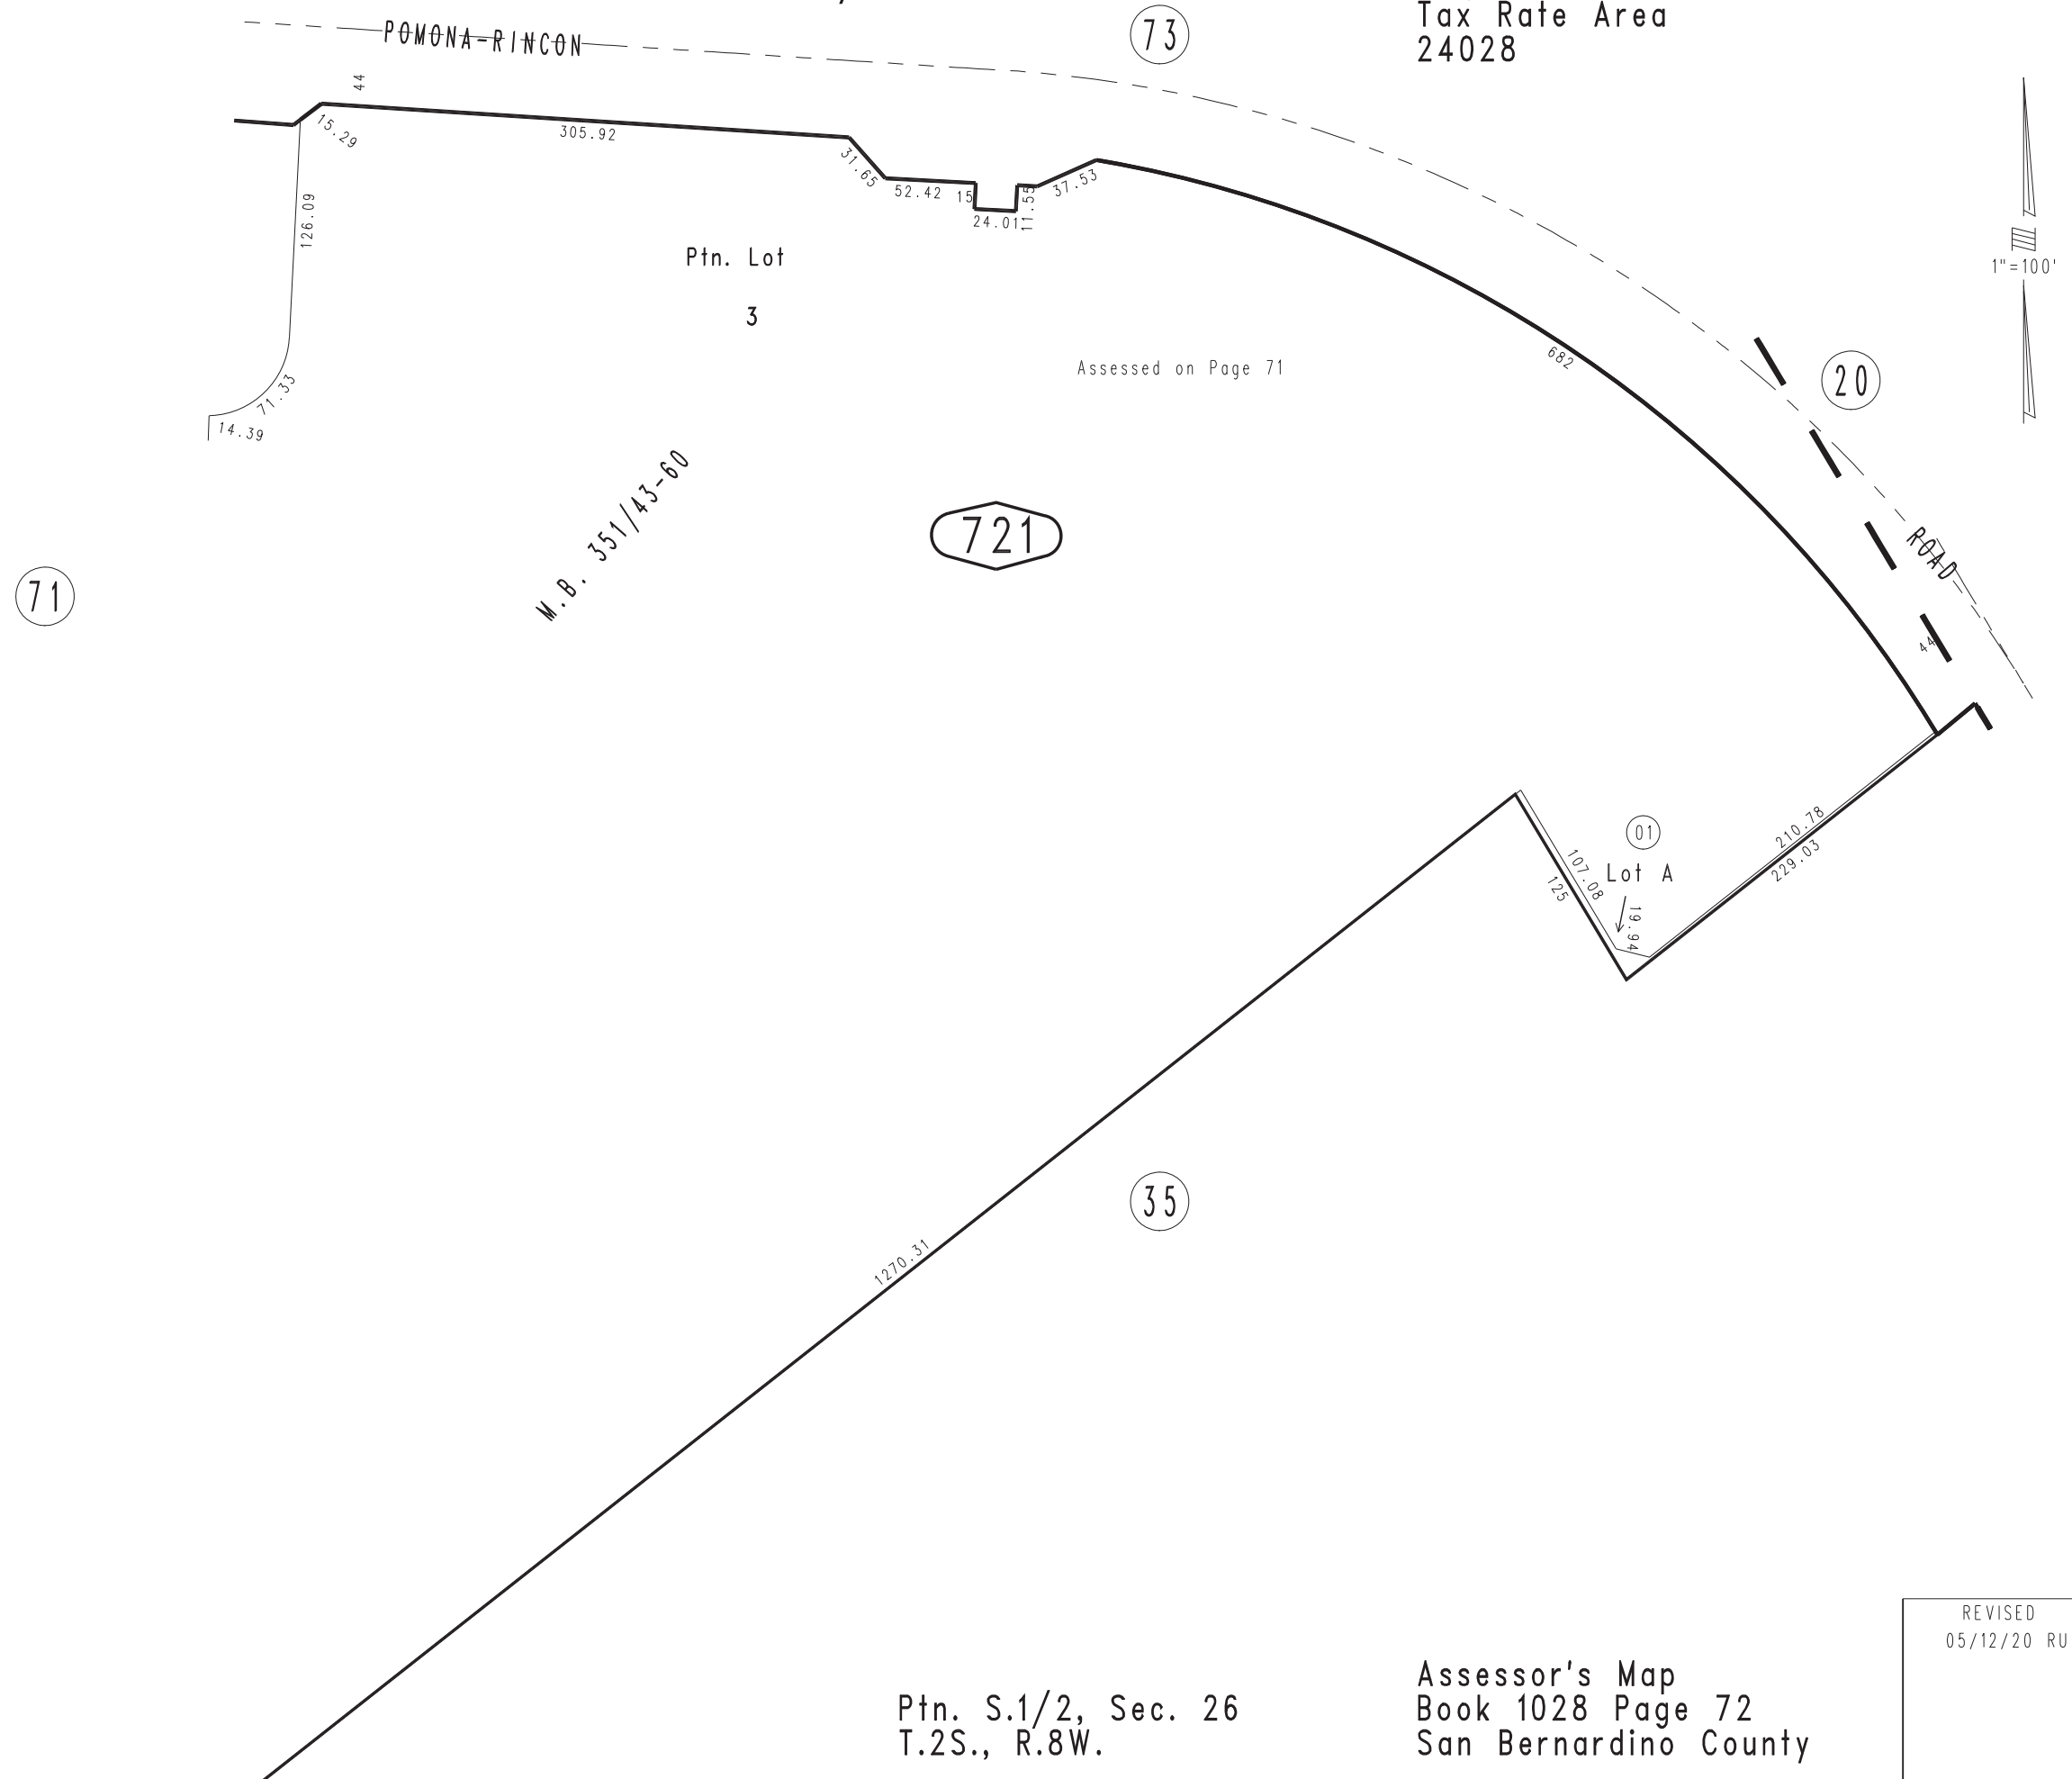 Tax Rate Area
24028
73
POMONA-RINCON
44
15.29
305.92
31.65
52.42
15
24.01
11.55
37.53
126.09
Ptn. Lot
3
1"=100'
Assessed on Page 71
682
20
71.33
14.39
M.B. 351/43-60
721
ROAD
71
44
01
Lot A
210.78
229.03
107.08
125
19.94
35
1270.31
REVISED
05/12/20 RU
Ptn. S.1/2, Sec. 26
T.2S., R.8W.
Assessor's Map
Book 1028 Page 72
San Bernardino County